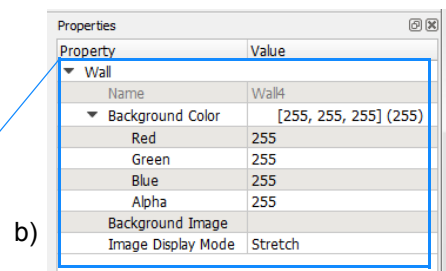 Properties
Property Value
Wall
Name Wall4
Background Color [255, 255, 255] (255)
Red 255
Green 255
Blue 255
Alpha 255
Background Image
b)
Image Display Mode Stretch